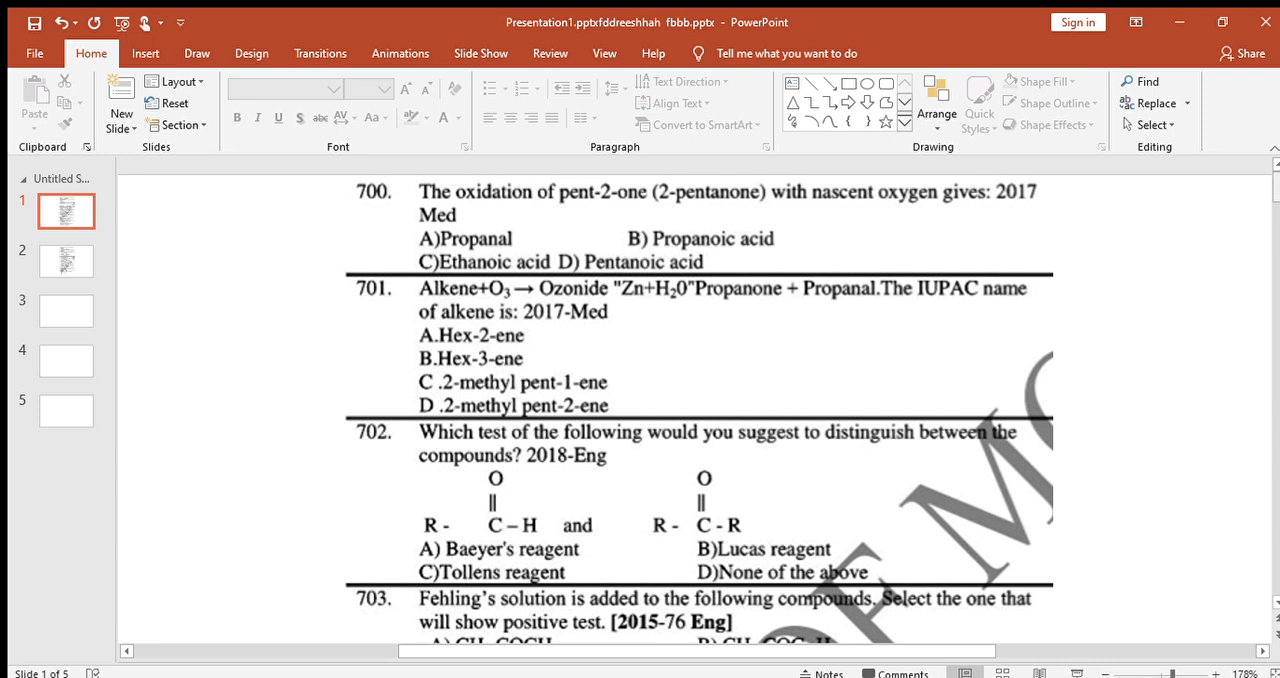 Presentation1.pptxfddreeshhah fbbb.pptx - PowerPoint
Sign in
File Home Insert Draw Design Transitions Animations Slide Show Review View Help Tell me what you want to do Share
Paste
Clipboard
New Slide
Layout
Reset
Section
Slides
B I U S abc AV Aa A
Font
Text Direction
Align Text
Convert to SmartArt
Paragraph
Arrange
Quick Styles
Shape Fill
Shape Outline
Shape Effects
Drawing
Find
Replace
Select
Editing
Untitled S...
1
2
3
4
5
700. The oxidation of pent-2-one (2-pentanone) with nascent oxygen gives: 2017
Med
A)Propanal B) Propanoic acid
C)Ethanoic acid D) Pentanoic acid
701. Alkene+O₃→ Ozonide "Zn+H₂0"Propanone + Propanal.The IUPAC name
of alkene is: 2017-Med
A.Hex-2-ene
B.Hex-3-ene
C .2-methyl pent-1-ene
D .2-methyl pent-2-ene
702. Which test of the following would you suggest to distinguish between the
compounds? 2018-Eng
O O
|| ||
R - C – H and R - C - R
A) Baeyer's reagent B)Lucas reagent
C)Tollens reagent D)None of the above
703. Fehling's solution is added to the following compounds. Select the one that
will show positive test. [2015-76 Eng]
Slide 1 of 5 Notes Comments 178%